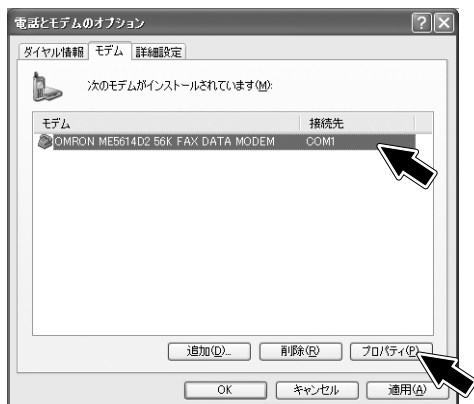 電話とモデムのオプション
ダイヤル情報 モデム 詳細設定
次のモデムがインストールされています(M):
モデム 接続先
OMRON ME5614D2 56K FAX DATA MODEM COM1
追加(D)... 削除(R) プロパティ(P)
OK キャンセル 適用(A)